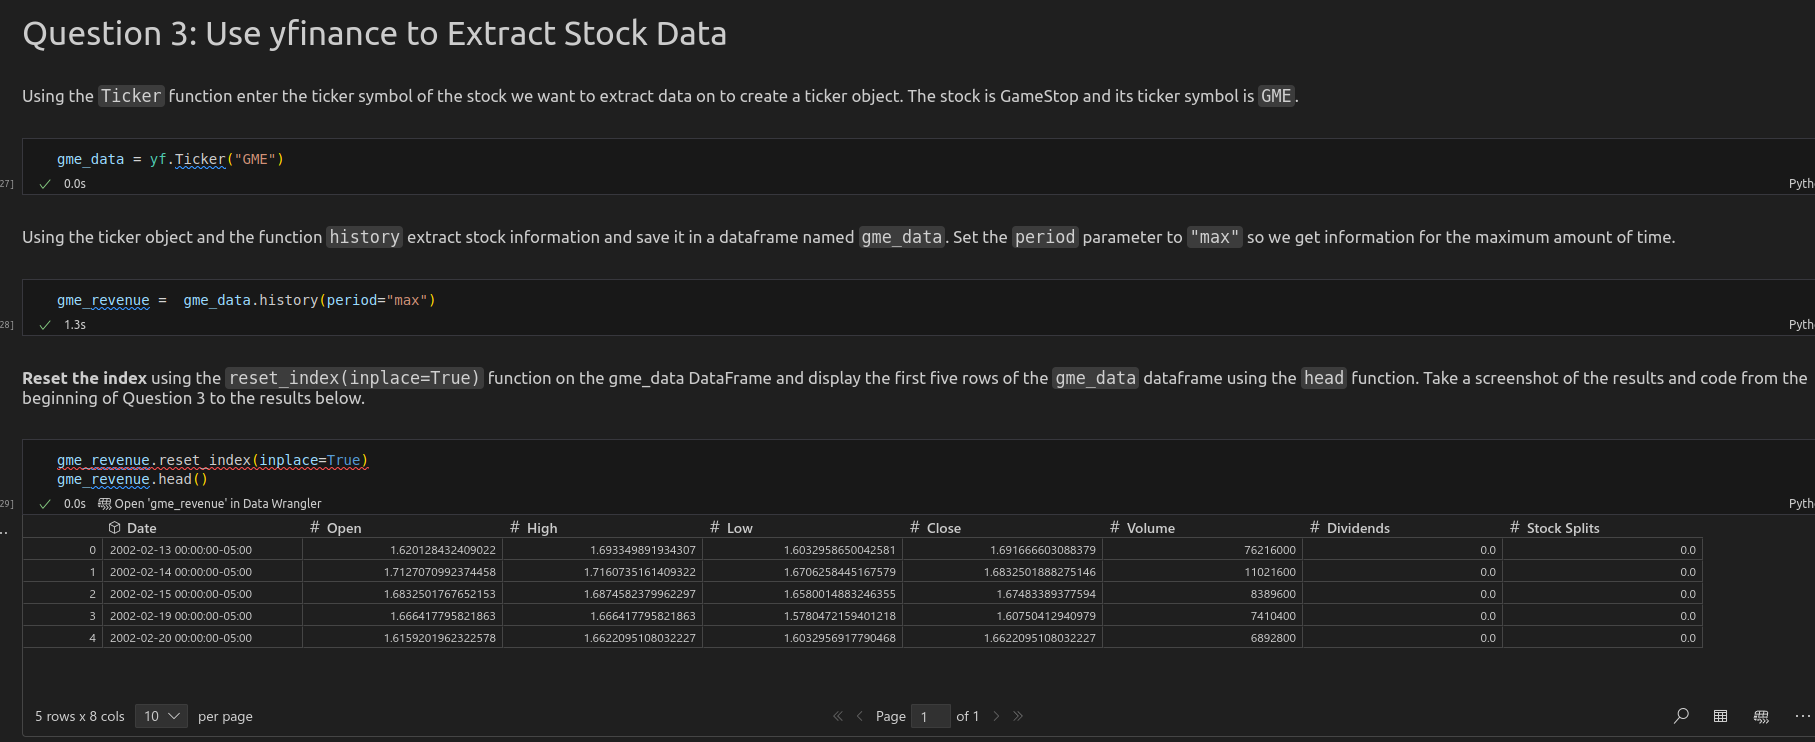 Question 3: Use yfinance to Extract Stock Data
Using the Ticker function enter the ticker symbol of the stock we want to extract data on to create a ticker object. The stock is GameStop and its ticker symbol is GME.
gme_data = yf.Ticker("GME")
27]
0.0s
Pyth
Using the ticker object and the function history extract stock information and save it in a dataframe named gme_data. Set the period parameter to "max" so we get information for the maximum amount of time.
gme_revenue =  gme_data.history(period="max")
28]
1.3s
Pyth
Reset the index using the reset_index(inplace=True) function on the gme_data DataFrame and display the first five rows of the gme_data dataframe using the head function. Take a screenshot of the results and code from the
beginning of Question 3 to the results below.
gme_revenue.reset_index(inplace=True)
gme_revenue.head()
29]
0.0s Open 'gme_revenue' in Data Wrangler
Pyth
Date # Open # High # Low # Close # Volume # Dividends # Stock Splits
0 2002-02-13 00:00:00-05:00 1.620128432409022 1.693349891934307 1.6032958650042581 1.691666603088379 76216000 0.0 0.0
1 2002-02-14 00:00:00-05:00 1.7127070992374458 1.7160735161409322 1.6706258445167579 1.6832501888275146 11021600 0.0 0.0
2 2002-02-15 00:00:00-05:00 1.6832501767652153 1.6874582379962297 1.6580014883246355 1.67483389377594 8389600 0.0 0.0
3 2002-02-19 00:00:00-05:00 1.666417795821863 1.666417795821863 1.5780472159401218 1.60750412940979 7410400 0.0 0.0
4 2002-02-20 00:00:00-05:00 1.6159201962322578 1.6622095108032227 1.6032956917790468 1.6622095108032227 6892800 0.0 0.0
5 rows x 8 cols 10 per page
Page 1 of 1